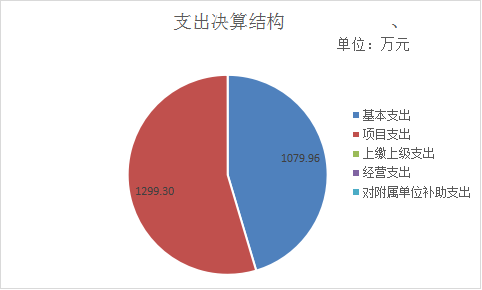 支出决算结构 、
单位：万元
1079.96
1299.30
基本支出
项目支出
上缴上级支出
经营支出
对附属单位补助支出